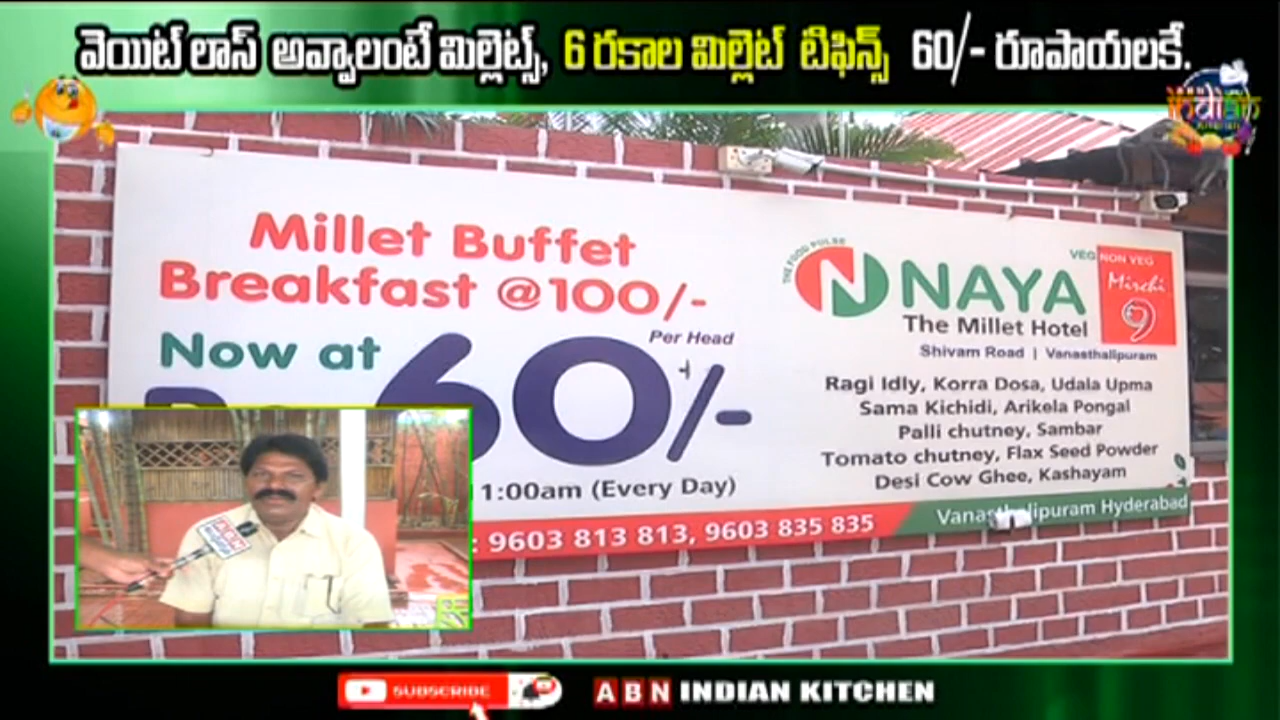 వెయిట్ లాస్ అవ్వాలంటే మిల్లెట్స్, 6 రకాల మిల్లెట్ టిఫిన్స్ 60/- రూపాయలకే.
indian
Millet Buffet
Breakfast @100/-
Now at
Per Head
60/-
1:00am (Every Day)
: 9603 813 813, 9603 835 835
THE FOOD PULSE
N NAYA
The Millet Hotel
VEG NON VEG
Mirchi
9
Shivam Road | Vanasthalipuram
Ragi Idly, Korra Dosa, Udala Upma
Sama Kichidi, Arikela Pongal
Palli chutney, Sambar
Tomato chutney, Flax Seed Powder
Desi Cow Ghee, Kashayam
Vanasthalipuram Hyderabad
SUBSCRIBE
ABN INDIAN KITCHEN